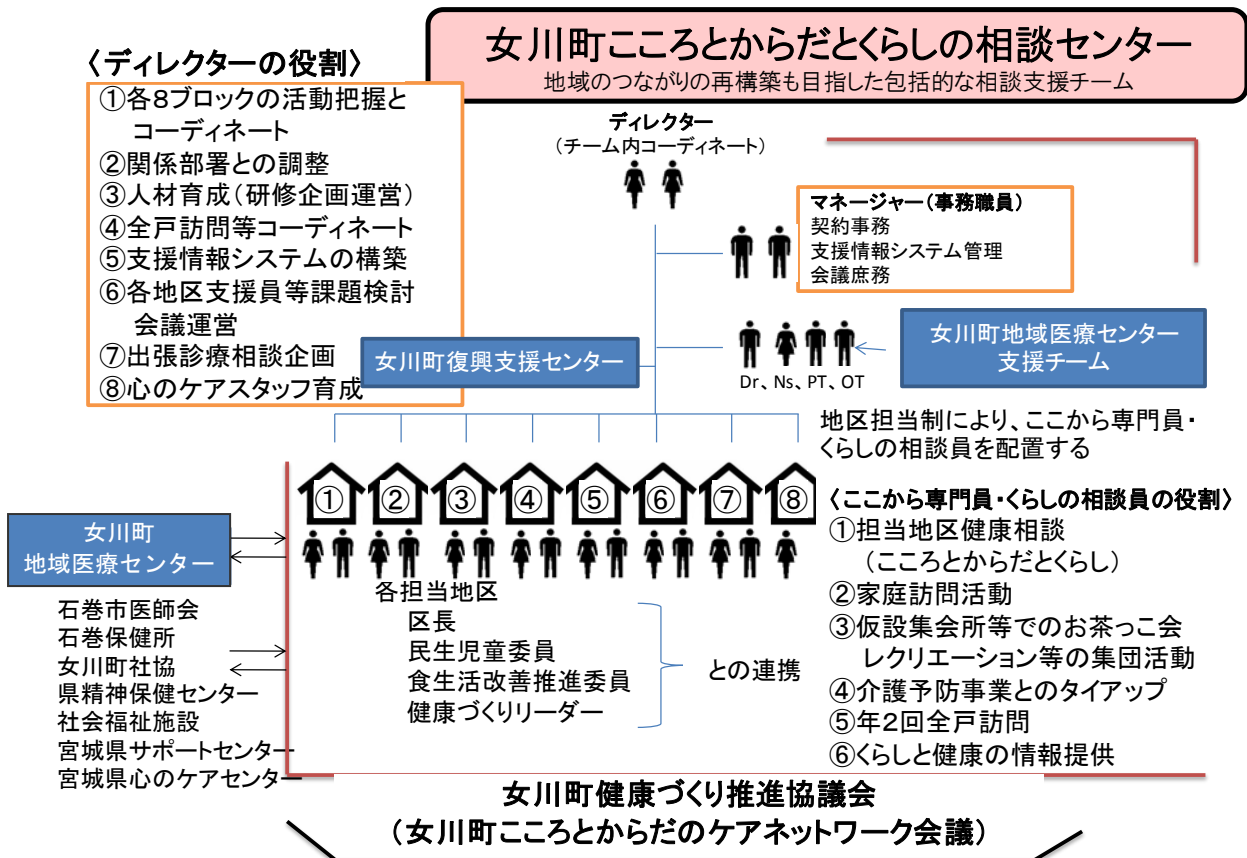 女川町こころとからだとくらしの相談センター
地域のつながりの再構築も目指した包括的な相談支援チーム
〈ディレクターの役割〉
①各8ブロックの活動把握と
コーディネート
②関係部署との調整
③人材育成(研修企画運営)
④全戸訪問等コーディネート
⑤支援情報システムの構築
⑥各地区支援員等課題検討
会議運営
⑦出張診療相談企画
⑧心のケアスタッフ育成
ディレクター
(チーム内コーディネート)
マネージャー(事務職員)
契約事務
支援情報システム管理
会議庶務
女川町復興支援センター
Dr、Ns、PT、OT
女川町地域医療センター
支援チーム
地区担当制により、ここから専門員・
くらしの相談員を配置する
① ② ③ ④ ⑤ ⑥ ⑦ ⑧
女川町
地域医療センター
石巻市医師会
石巻保健所
女川町社協
県精神保健センター
社会福祉施設
宮城県サポートセンター
宮城県心のケアセンター
各担当地区
区長
民生児童委員
食生活改善推進委員
健康づくりリーダー
との連携
〈ここから専門員・くらしの相談員の役割〉
①担当地区健康相談
(こころとからだとくらし)
②家庭訪問活動
③仮設集会所等でのお茶っこ会
レクリエーション等の集団活動
④介護予防事業とのタイアップ
⑤年2回全戸訪問
⑥くらしと健康の情報提供
女川町健康づくり推進協議会
(女川町こころとからだのケアネットワーク会議)